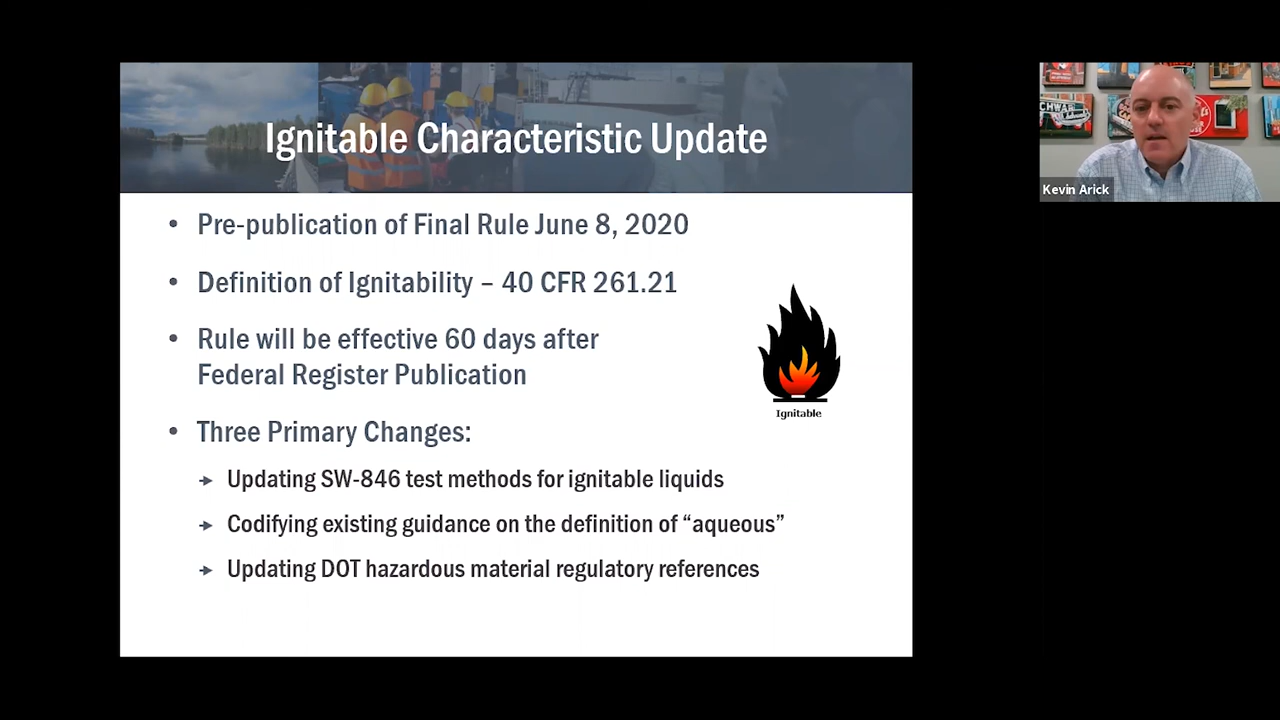 Ignitable Characteristic Update
• Pre-publication of Final Rule June 8, 2020
• Definition of Ignitability – 40 CFR 261.21
• Rule will be effective 60 days after
Federal Register Publication
• Three Primary Changes:
Updating SW-846 test methods for ignitable liquids
Codifying existing guidance on the definition of “aqueous”
Updating DOT hazardous material regulatory references
Ignitable
Kevin Arick